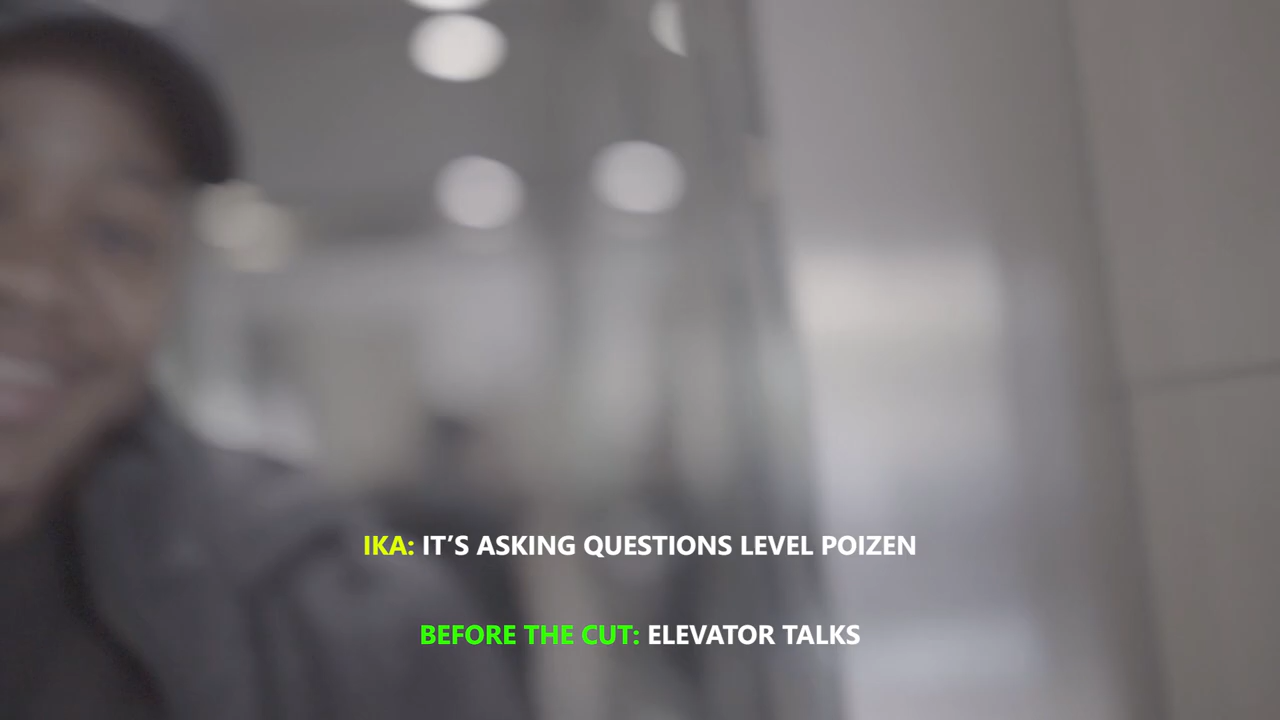 IKA: IT’S ASKING QUESTIONS LEVEL POIZEN
BEFORE THE CUT: ELEVATOR TALKS